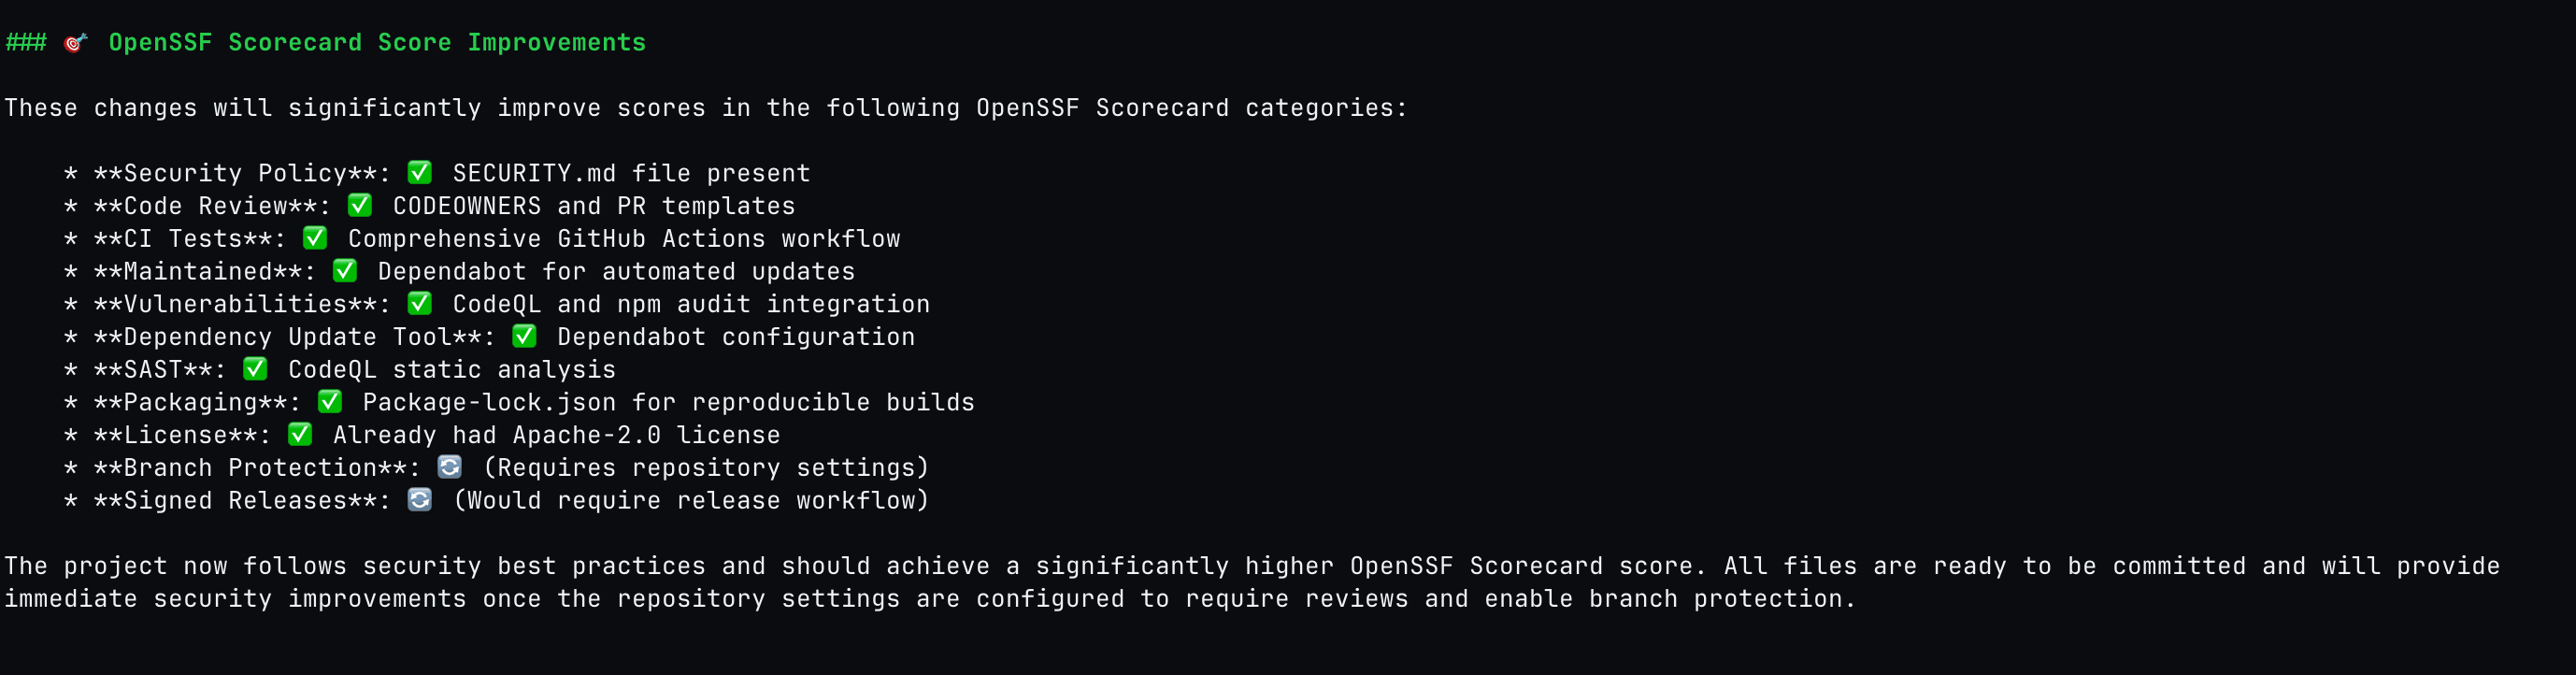 ### 🎯 OpenSSF Scorecard Score Improvements
These changes will significantly improve scores in the following OpenSSF Scorecard categories:
* **Security Policy**: ✅ SECURITY.md file present
* **Code Review**: ✅ CODEOWNERS and PR templates
* **CI Tests**: ✅ Comprehensive GitHub Actions workflow
* **Maintained**: ✅ Dependabot for automated updates
* **Vulnerabilities**: ✅ CodeQL and npm audit integration
* **Dependency Update Tool**: ✅ Dependabot configuration
* **SAST**: ✅ CodeQL static analysis
* **Packaging**: ✅ Package-lock.json for reproducible builds
* **License**: ✅ Already had Apache-2.0 license
* **Branch Protection**: 🔄 (Requires repository settings)
* **Signed Releases**: 🔄 (Would require release workflow)
The project now follows security best practices and should achieve a significantly higher OpenSSF Scorecard score. All files are ready to be committed and will provide
immediate security improvements once the repository settings are configured to require reviews and enable branch protection.